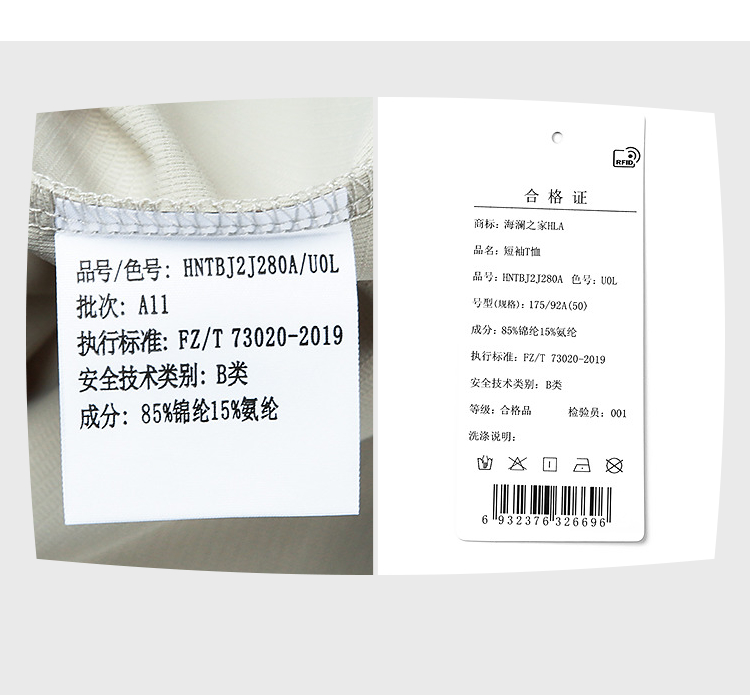 品号/色号: HNTBJ2J280A/U0L
批次: A11
执行标准: FZ/T 73020-2019
安全技术类别: B类
成分: 85%锦纶15%氨纶
RFID
合格证
商标: 海澜之家HLA
品名: 短袖T恤
品号: HNTBJ2J280A 色号: U0L
号型(规格): 175/92A(50)
成分: 85%锦纶15%氨纶
执行标准: FZ/T 73020-2019
安全技术类别: B类
等级: 合格品 检验员: 001
洗涤说明:
6 932376 326696